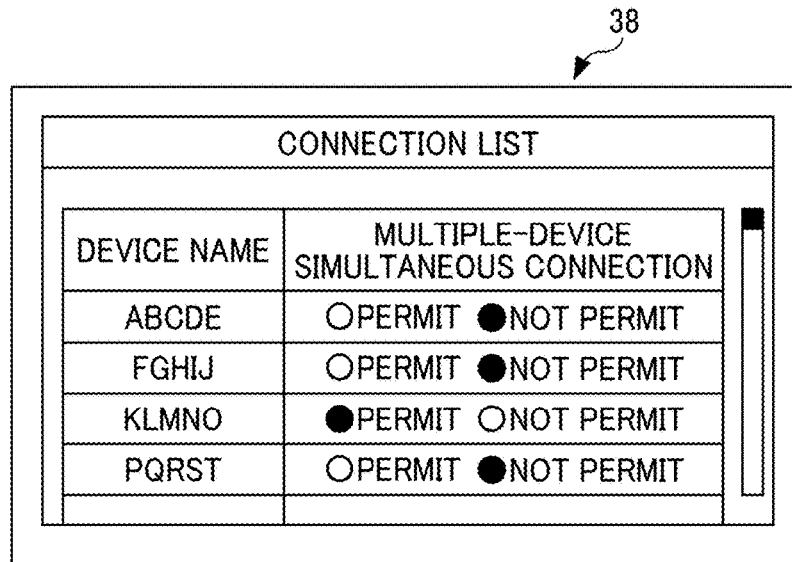 38
CONNECTION LIST
DEVICE NAME
MULTIPLE-DEVICE
SIMULTANEOUS CONNECTION
ABCDE ○PERMIT ●NOT PERMIT
FGHIJ ○PERMIT ●NOT PERMIT
KLMNO ●PERMIT ○NOT PERMIT
PQRST ○PERMIT ●NOT PERMIT